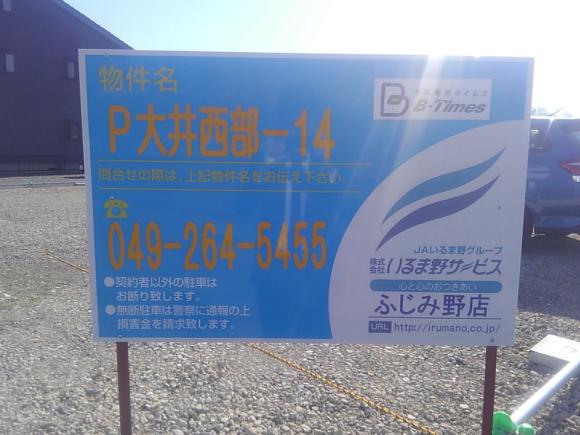 物件名
P大井西部-14
問合せの際は、上記物件名をお伝え下さい。
☎
049-264-5455
●契約者以外の駐車は
お断り致します。
●無断駐車は警察に通報の上
損害金を請求致します。
B-Times
JAいるま野グループ
株式会社 いるま野サービス
心と心のおつきあい
ふじみ野店
URL http://irumano.co.jp/